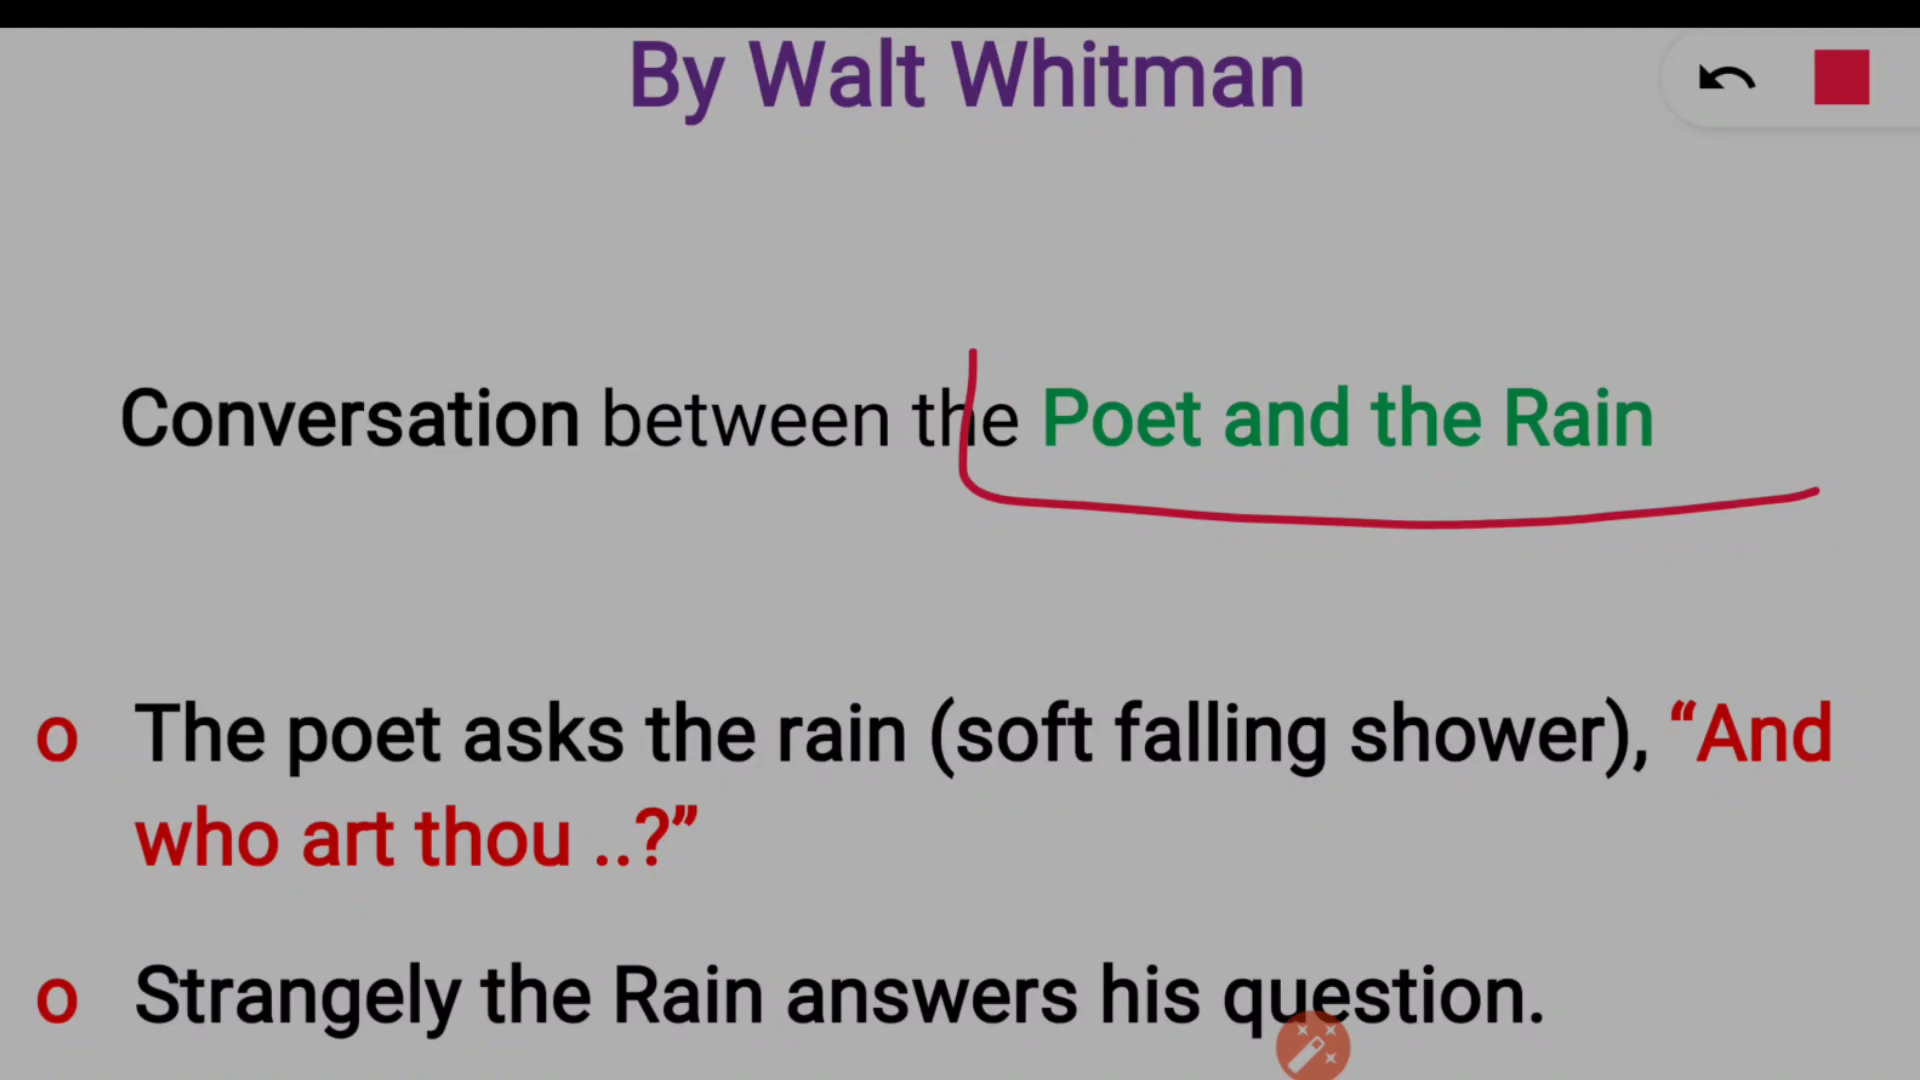 By Walt Whitman
Conversation between the Poet and the Rain
o The poet asks the rain (soft falling shower), “And
who art thou ..?”
o Strangely the Rain answers his question.